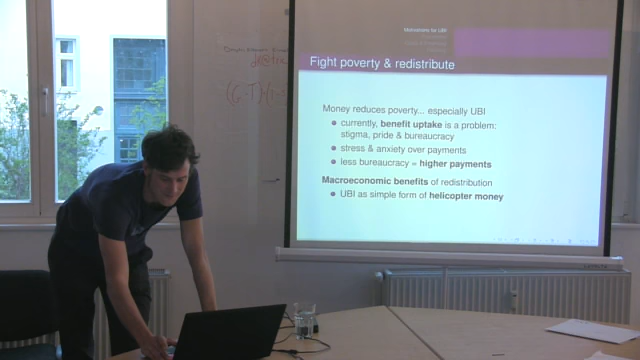 Motivations for UBI
Fight poverty & redistribute
Money reduces poverty... especially UBI
currently, benefit uptake is a problem:
stigma, pride & bureaucracy
stress & anxiety over payments
less bureaucracy = higher payments
Macroeconomic benefits of redistribution
UBI as simple form of helicopter money